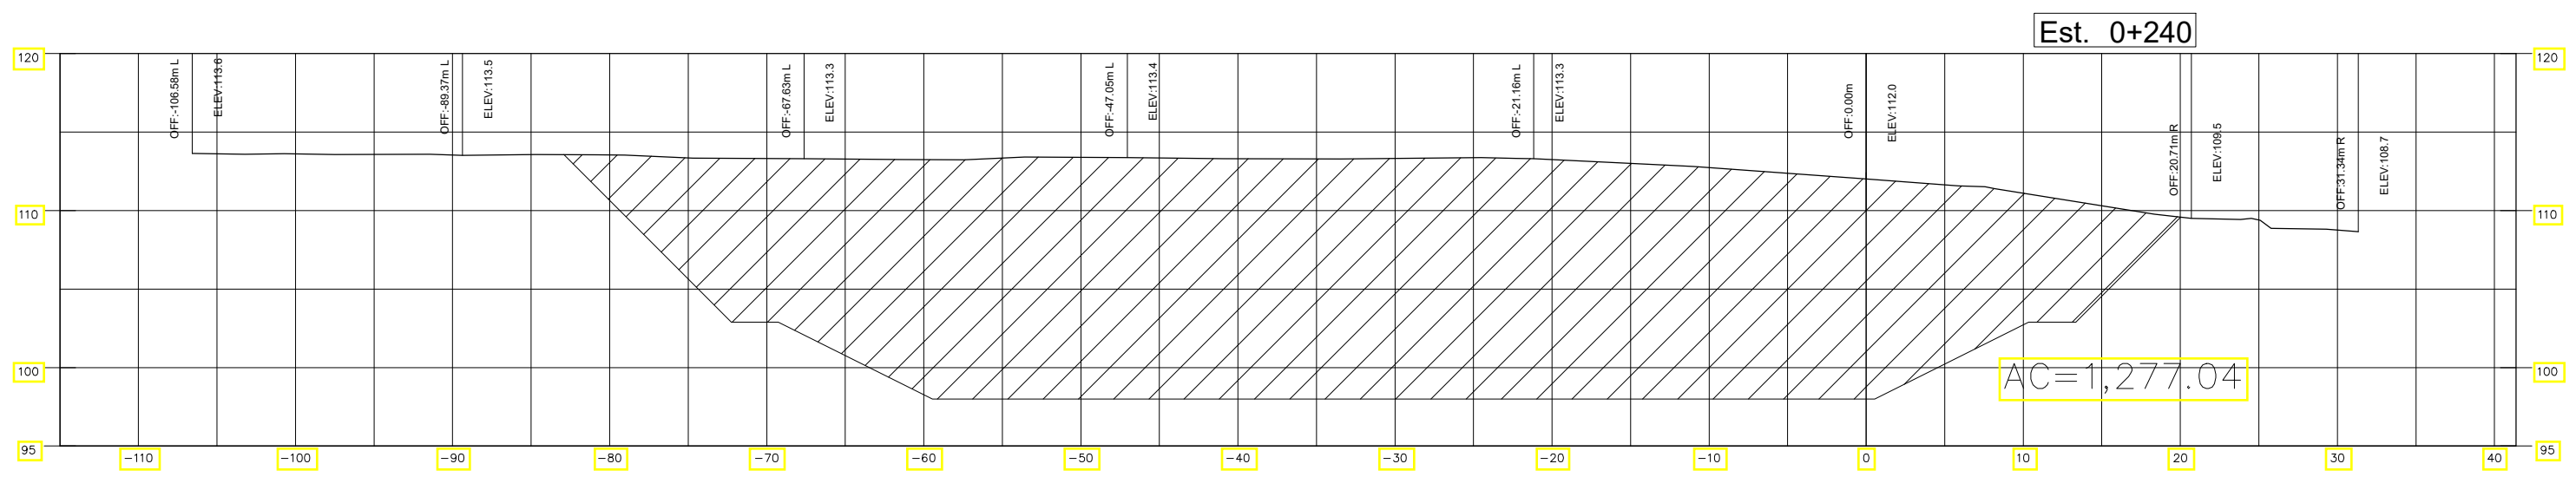 Est. 0+240
120
120
OFF:-106.58m L
ELEV:113.6
OFF:-89.37m L
ELEV:113.5
OFF:-67.63m L
ELEV:113.3
OFF:-47.05m L
ELEV:113.4
OFF:-21.16m L
ELEV:113.3
OFF:0.00m
ELEV:112.0
OFF:20.71m R
ELEV:109.5
OFF:31.34m R
ELEV:108.7
110
110
100
100
AC=1,277.04
95
95
-110
-100
-90
-80
-70
-60
-50
-40
-30
-20
-10
0
10
20
30
40